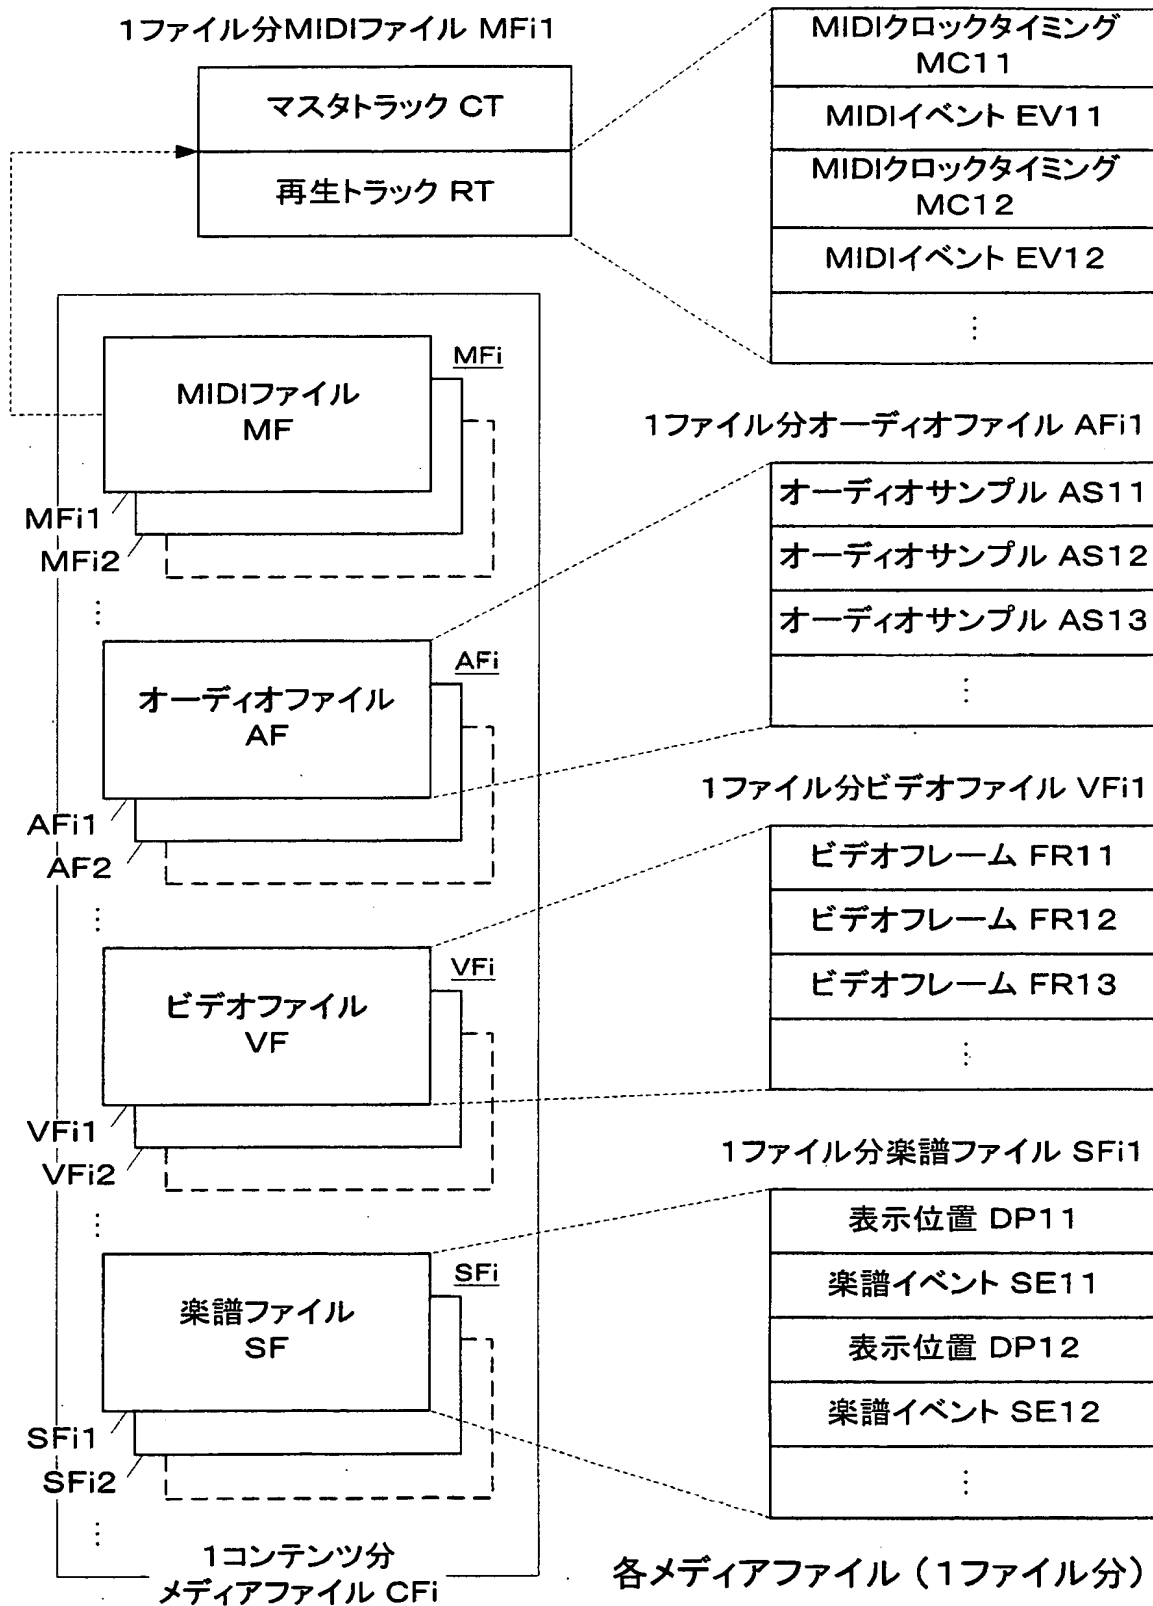 1ファイル分MIDIファイル MFi1
マスタトラック CT
再生トラック RT
MIDIクロックタイミング
MC11
MIDIイベント EV11
MIDIクロックタイミング
MC12
MIDIイベント EV12
⋮
MFi
MIDIファイル
MF
MFi1
MFi2
⋮
1ファイル分オーディオファイル AFi1
オーディオサンプル AS11
オーディオサンプル AS12
オーディオサンプル AS13
⋮
AFi
オーディオファイル
AF
AFi1
AF2
⋮
1ファイル分ビデオファイル VFi1
ビデオフレーム FR11
ビデオフレーム FR12
ビデオフレーム FR13
⋮
VFi
ビデオファイル
VF
VFi1
VFi2
⋮
1ファイル分楽譜ファイル SFi1
表示位置 DP11
楽譜イベント SE11
表示位置 DP12
楽譜イベント SE12
⋮
SFi
楽譜ファイル
SF
SFi1
SFi2
⋮
1コンテンツ分
メディアファイル CFi
各メディアファイル（1ファイル分）